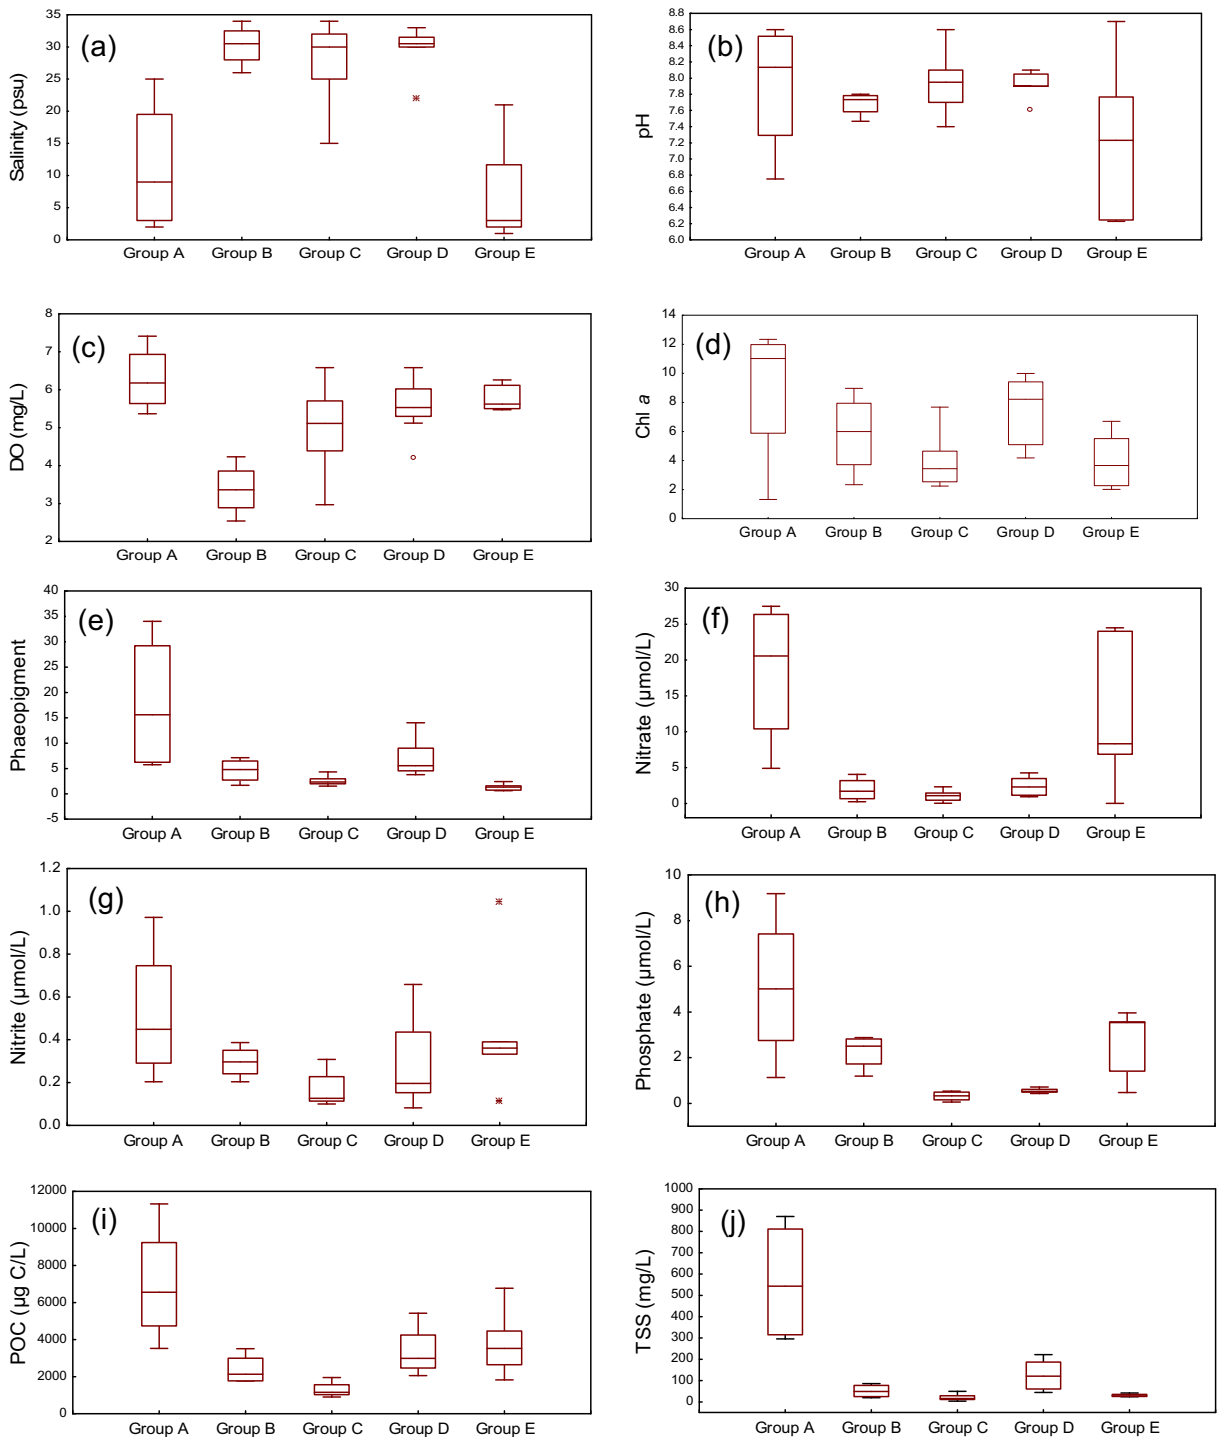 (a)
Salinity (psu)
35
30
25
20
15
10
5
0
Group A Group B Group C Group D Group E
(b)
pH
8.8
8.6
8.4
8.2
8.0
7.8
7.6
7.4
7.2
7.0
6.8
6.6
6.4
6.2
6.0
Group A Group B Group C Group D Group E
(c)
DO (mg/L)
8
7
6
5
4
3
2
Group A Group B Group C Group D Group E
(d)
Chl a
14
12
10
8
6
4
2
0
Group A Group B Group C Group D Group E
(e)
Phaeopigment
40
35
30
25
20
15
10
5
0
-5
Group A Group B Group C Group D Group E
(f)
Nitrate (µmol/L)
30
25
20
15
10
5
0
Group A Group B Group C Group D Group E
(g)
Nitrite (µmol/L)
1.2
1.0
0.8
0.6
0.4
0.2
0.0
Group A Group B Group C Group D Group E
(h)
Phosphate (µmol/L)
10
8
6
4
2
0
Group A Group B Group C Group D Group E
(i)
POC (µg C/L)
12000
10000
8000
6000
4000
2000
0
Group A Group B Group C Group D Group E
(j)
TSS (mg/L)
1000
900
800
700
600
500
400
300
200
100
0
Group A Group B Group C Group D Group E